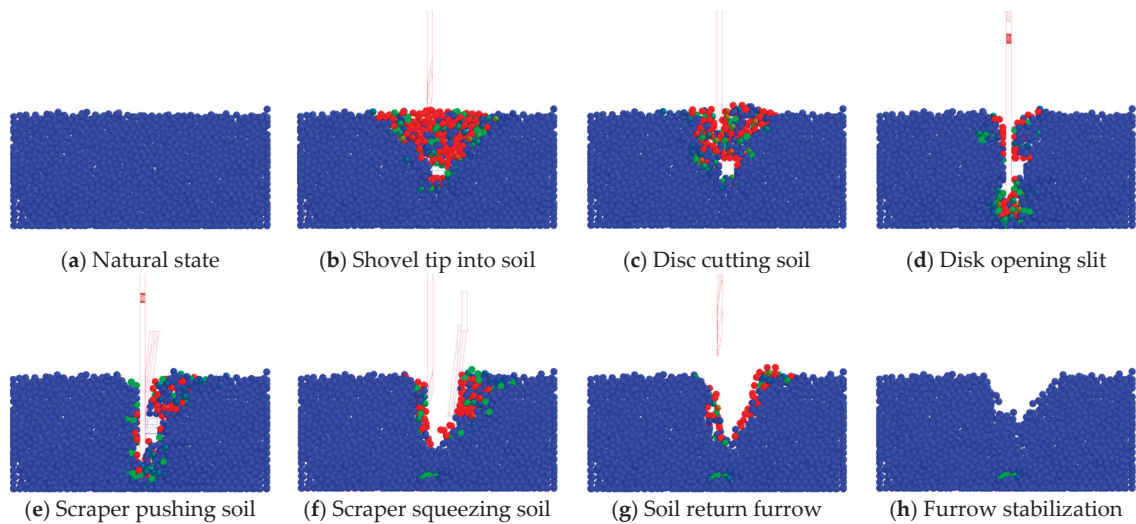 (a) Natural state
(b) Shovel tip into soil
(c) Disc cutting soil
(d) Disk opening slit
(e) Scraper pushing soil
(f) Scraper squeezing soil
(g) Soil return furrow
(h) Furrow stabilization